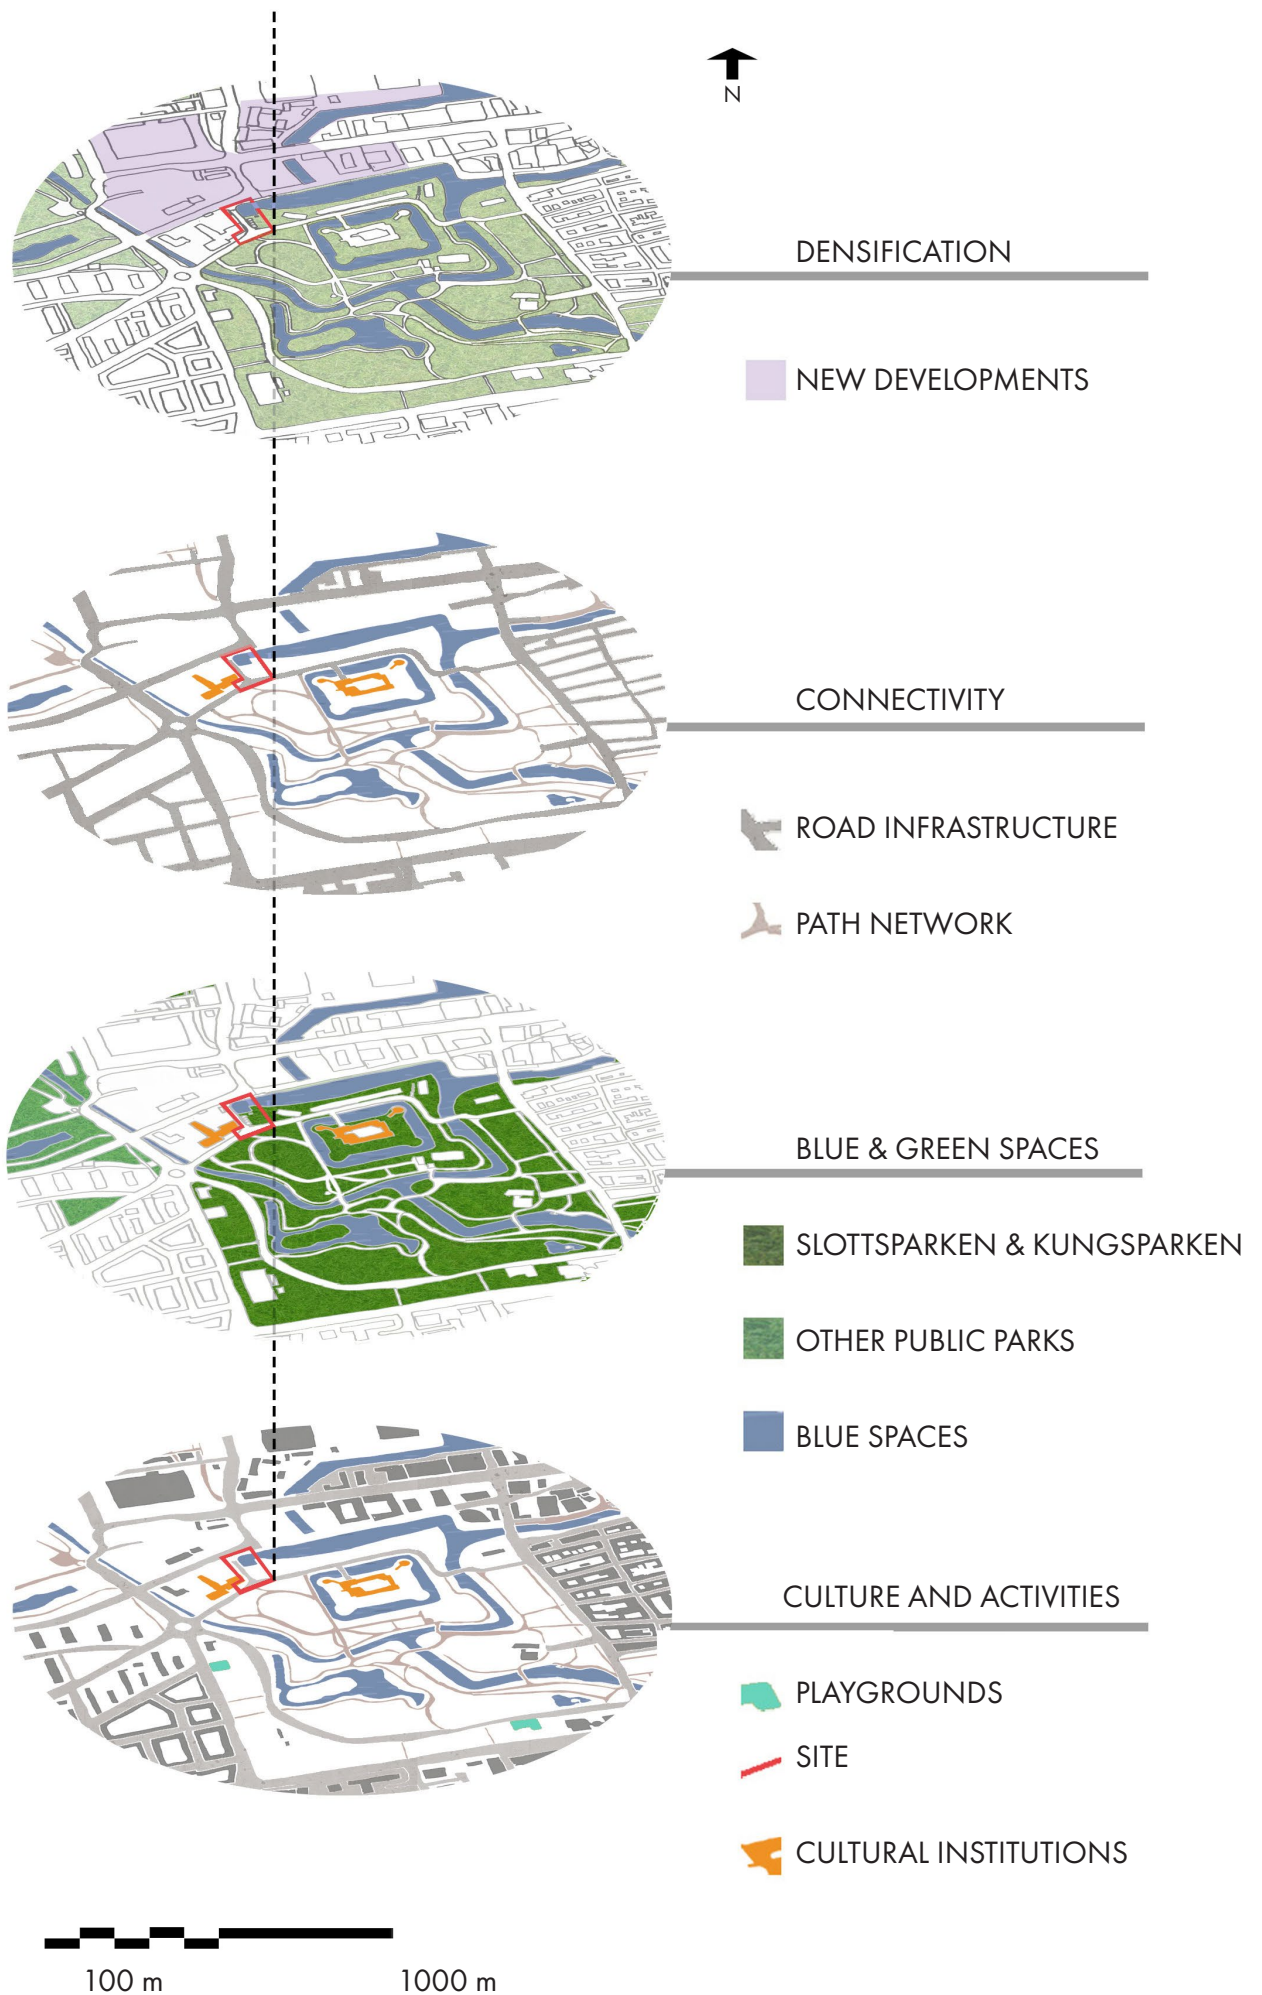 N
DENSIFICATION
NEW DEVELOPMENTS
CONNECTIVITY
ROAD INFRASTRUCTURE
PATH NETWORK
BLUE & GREEN SPACES
SLOTTSPARKEN & KUNGSPARKEN
OTHER PUBLIC PARKS
BLUE SPACES
CULTURE AND ACTIVITIES
PLAYGROUNDS
SITE
CULTURAL INSTITUTIONS
100 m 1000 m